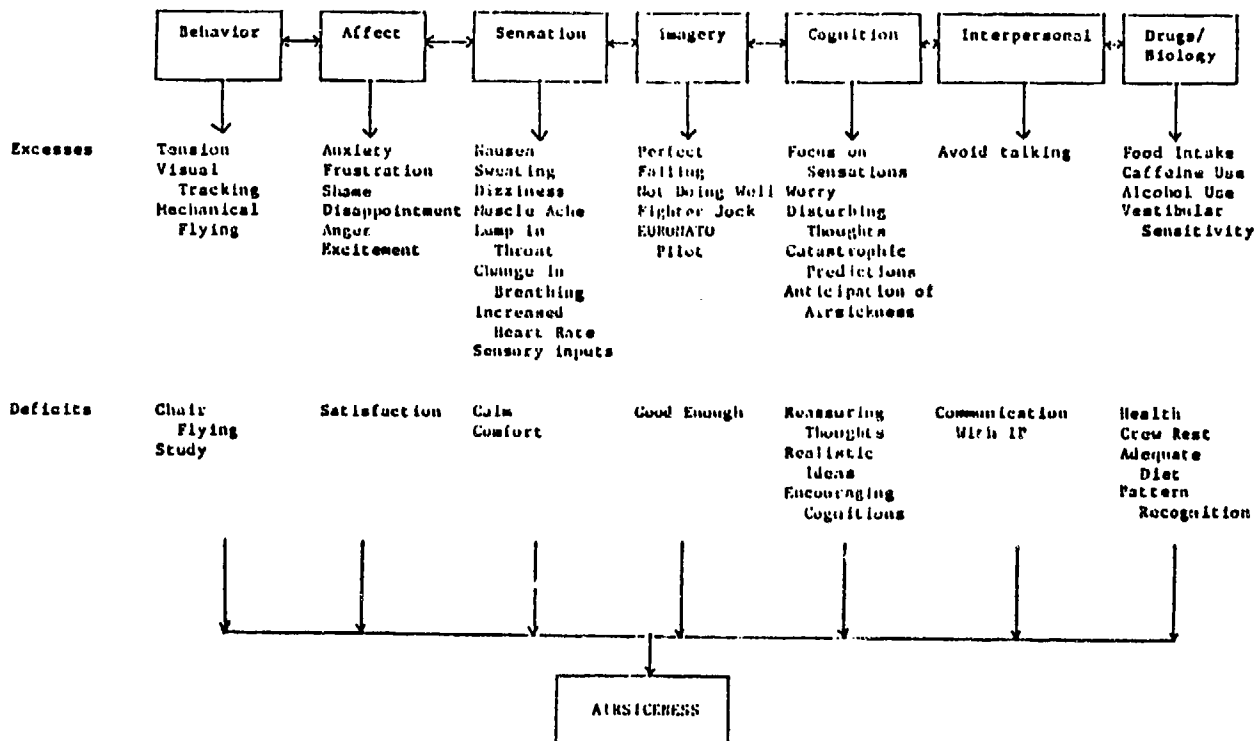 Behavior
Affect
Sensation
Imagery
Cognition
Interpersonal
Drugs/
Biology
Excesses
Tension
Visual
Tracking
Mechanical
Flying
Anxiety
Frustration
Shame
Disappointment
Anger
Excitement
Nausea
Sweating
Dizziness
Muscle Ache
Lump in
Throat
Change in
Breathing
Increased
Heart Rate
Sensory inputs
Perfect
Failing
Not Doing Well
Fighter Jock
EURONATO
Pilot
Focus on
Sensations
Worry
Disturbing
Thoughts
Catastrophic
Predictions
Anticipation of
Airsickness
Avoid talking
Food Intake
Caffeine Use
Alcohol Use
Vestibular
Sensitivity
Deficits
Chair
Flying
Study
Satisfaction
Calm
Comfort
Good Enough
Reassuring
Thoughts
Realistic
Ideas
Encouraging
Cognitions
Communication
With IP
Health
Crew Rest
Adequate
Diet
Pattern
Recognition
AIRSICENESS